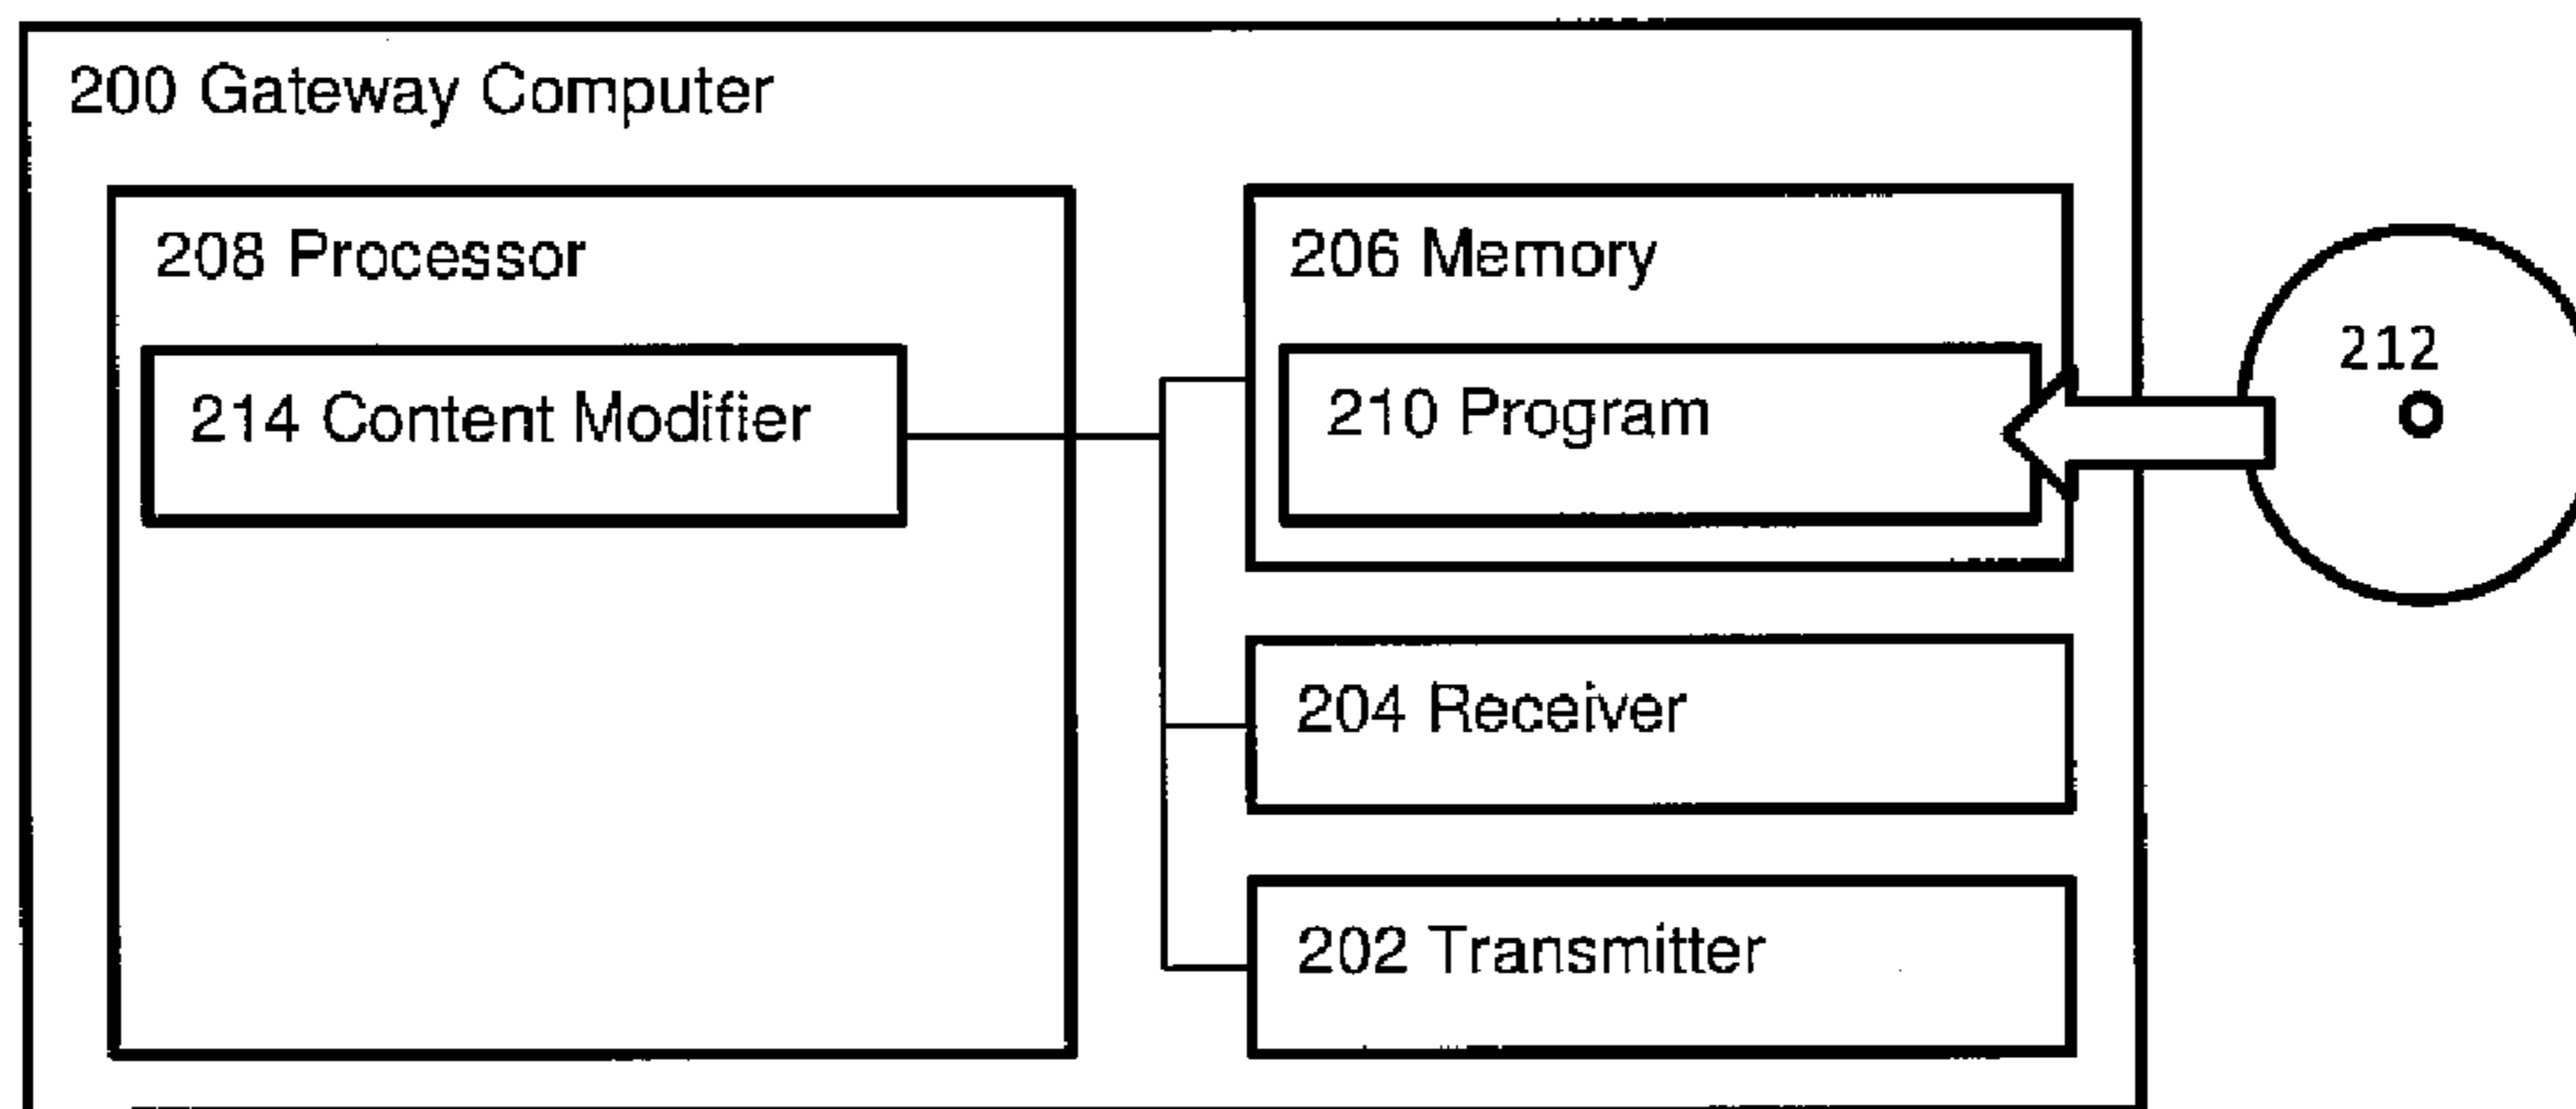 200 Gateway Computer
208 Processor
214 Content Modifier
206 Memory
210 Program
212
204 Receiver
202 Transmitter